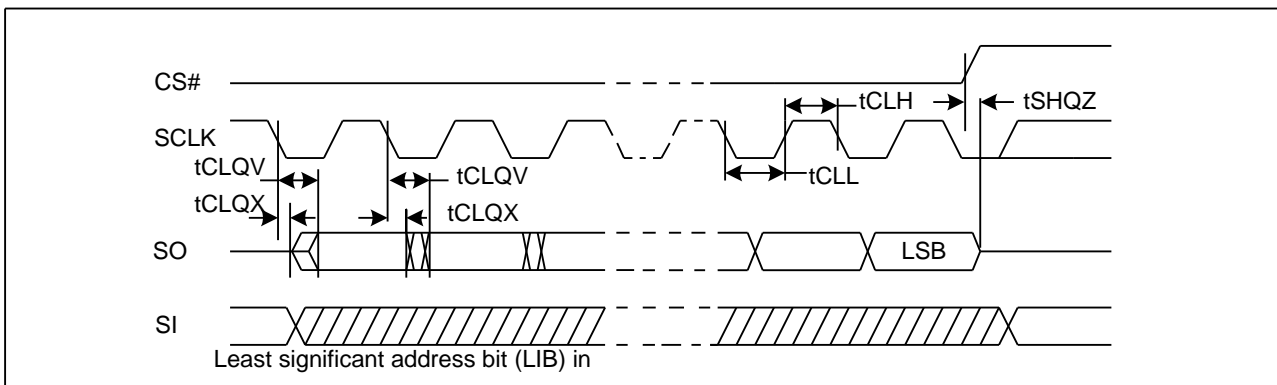 CS#
tCLH
tSHQZ
SCLK
tCLQV
tCLQV
tCLL
tCLQX
tCLQX
SO
LSB
SI
Least significant address bit (LIB) in